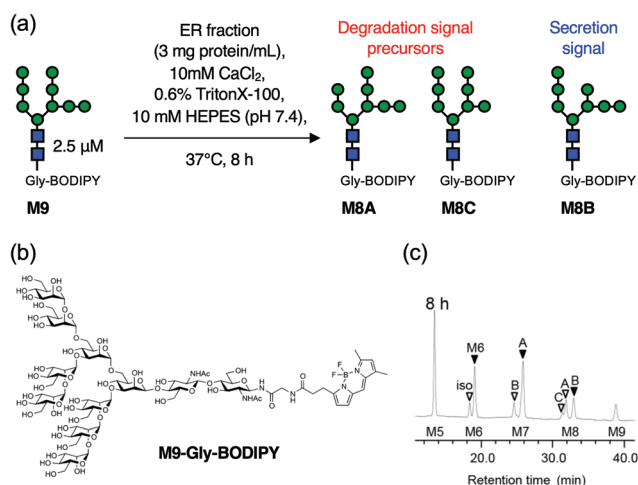 (a)
ER fraction
(3 mg protein/mL),
10mM CaCl2,
0.6% TritonX-100,
10 mM HEPES (pH 7.4),
37°C, 8 h
Degradation signal
precursors
Secretion
signal
2.5 μM
Gly-BODIPY
Gly-BODIPY
Gly-BODIPY
Gly-BODIPY
M9
M8A
M8C
M8B
(b)
M9-Gly-BODIPY
(c)
8 h
M6
A
iso
B
C
A
B
M5
M6
M7
M8
M9
20.0
30.0
40.0
Retention time (min)